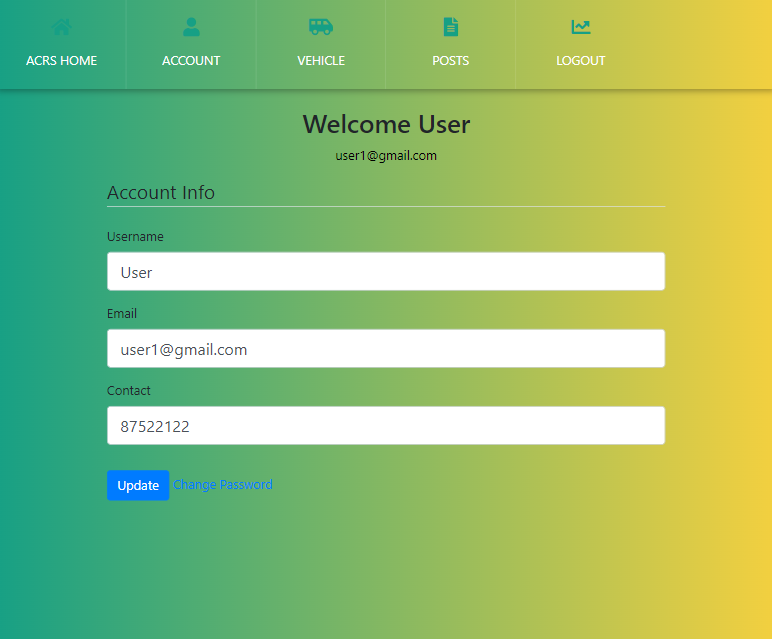 ACRS HOME ACCOUNT VEHICLE POSTS LOGOUT
Welcome User
user1@gmail.com
Account Info
Username
User
Email
user1@gmail.com
Contact
87522122
Update Change Password